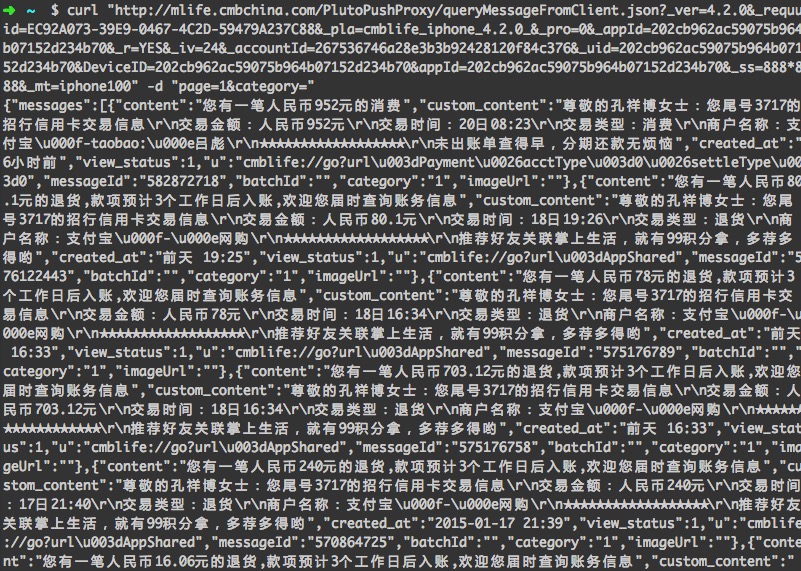 ➜ ~ $ curl "http://mlife.cmbchina.com/PlutoPushProxy/queryMessageFromClient.json?_ver=4.2.0&_requu
id=EC92A073-39E9-0467-4C2D-59479A237C88&_pla=cmblife_iphone_4.2.0_&_pro=0&_appId=202cb962ac59075b964
b07152d234b70&_r=YES&_iv=24&_accountId=267536746a28e3b3b92428120f84c376&_uid=202cb962ac59075b964b071
52d234b70&DeviceID=202cb962ac59075b964b07152d234b70&appId=202cb962ac59075b964b07152d234b70&_ss=888*8
88&_mt=iphone100" -d "page=1&category="
{"messages":[{"content":"您有一笔人民币952元的消费","custom_content":"尊敬的孔祥博女士：您尾号3717的
招行信用卡交易信息\r\n交易金额：人民币952元\r\n交易时间：20日08:23\r\n交易类型：消费\r\n商户名称：支
付宝\u000f-taobao:\u000e吕彪\r\n★★★★★★★★★★★★★★★★★\r\n未出账单查得早，分期还款无烦恼","created_at":"
6小时前","view_status":1,"u":"cmblife://go?url\u003dPayment\u0026acctType\u003d0\u0026settleType\u00
3d0","messageId":"582872718","batchId":"","category":"1","imageUrl":""},{"content":"您有一笔人民币80
.1元的退货,款项预计3个工作日后入账,欢迎您届时查询账务信息","custom_content":"尊敬的孔祥博女士：您尾
号3717的招行信用卡交易信息\r\n交易金额：人民币80.1元\r\n交易时间：18日19:26\r\n交易类型：退货\r\n商
户名称：支付宝\u000f-\u000e网购\r\n★★★★★★★★★★★★★★★★★\r\n推荐好友关联掌上生活，就有99积分拿，多荐多
得哟","created_at":"前天 19:25","view_status":1,"u":"cmblife://go?url\u003dAppShared","messageId":"5
76122443","batchId":"","category":"1","imageUrl":""},{"content":"您有一笔人民币78元的退货,款项预计3
个工作日后入账,欢迎您届时查询账务信息","custom_content":"尊敬的孔祥博女士：您尾号3717的招行信用卡交
易信息\r\n交易金额：人民币78元\r\n交易时间：18日16:34\r\n交易类型：退货\r\n商户名称：支付宝\u000f-\u
000e网购\r\n★★★★★★★★★★★★★★★★★\r\n推荐好友关联掌上生活，就有99积分拿，多荐多得哟","created_at":"前天
16:33","view_status":1,"u":"cmblife://go?url\u003dAppShared","messageId":"575176789","batchId":"","
category":"1","imageUrl":""},{"content":"您有一笔人民币703.12元的退货,款项预计3个工作日后入账,欢迎您
届时查询账务信息","custom_content":"尊敬的孔祥博女士：您尾号3717的招行信用卡交易信息\r\n交易金额：人
民币703.12元\r\n交易时间：18日16:34\r\n交易类型：退货\r\n商户名称：支付宝\u000f-\u000e网购\r\n★★★★★
★★★★★★★★★★★★\r\n推荐好友关联掌上生活，就有99积分拿，多荐多得哟","created_at":"前天 16:33","view_stat
us":1,"u":"cmblife://go?url\u003dAppShared","messageId":"575176758","batchId":"","category":"1","ima
geUrl":""},{"content":"您有一笔人民币240元的退货,款项预计3个工作日后入账,欢迎您届时查询账务信息","cu
stom_content":"尊敬的孔祥博女士：您尾号3717的招行信用卡交易信息\r\n交易金额：人民币240元\r\n交易时间
：17日21:40\r\n交易类型：退货\r\n商户名称：支付宝\u000f-\u000e网购\r\n★★★★★★★★★★★★★★★★★\r\n推荐好友
关联掌上生活，就有99积分拿，多荐多得哟","created_at":"2015-01-17 21:39","view_status":1,"u":"cmblife
://go?url\u003dAppShared","messageId":"570864725","batchId":"","category":"1","imageUrl":""},{"conte
nt":"您有一笔人民币16.06元的退货,款项预计3个工作日后入账,欢迎您届时查询账务信息","custom_content":"